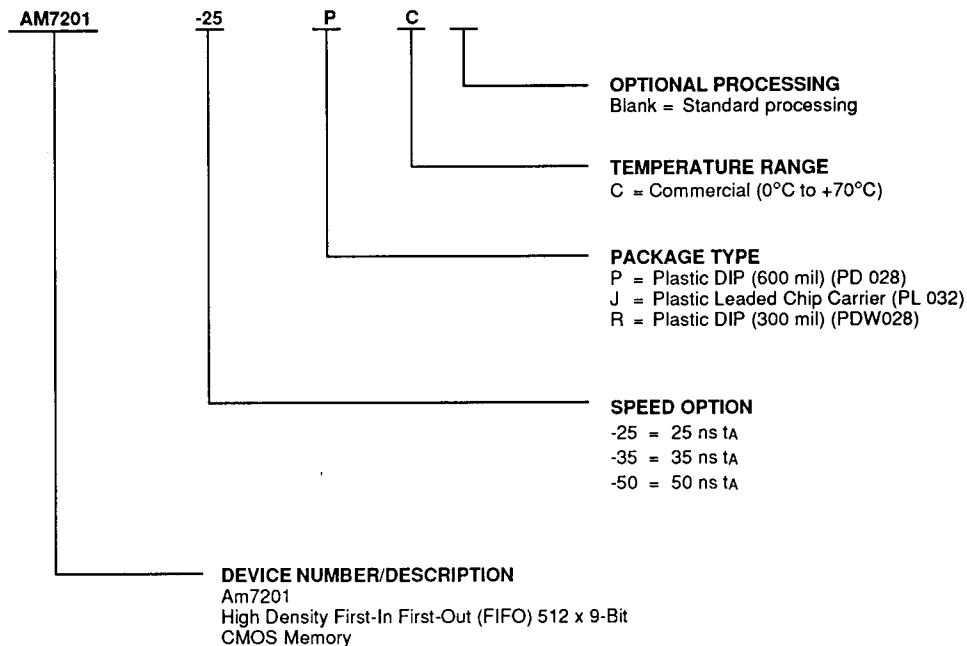 AM7201 -25 P C
OPTIONAL PROCESSING
Blank = Standard processing
TEMPERATURE RANGE
C = Commercial (0°C to +70°C)
PACKAGE TYPE
P = Plastic DIP (600 mil) (PD 028)
J = Plastic Leaded Chip Carrier (PL 032)
R = Plastic DIP (300 mil) (PDW028)
SPEED OPTION
-25 = 25 ns tA
-35 = 35 ns tA
-50 = 50 ns tA
DEVICE NUMBER/DESCRIPTION
Am7201
High Density First-In First-Out (FIFO) 512 x 9-Bit
CMOS Memory